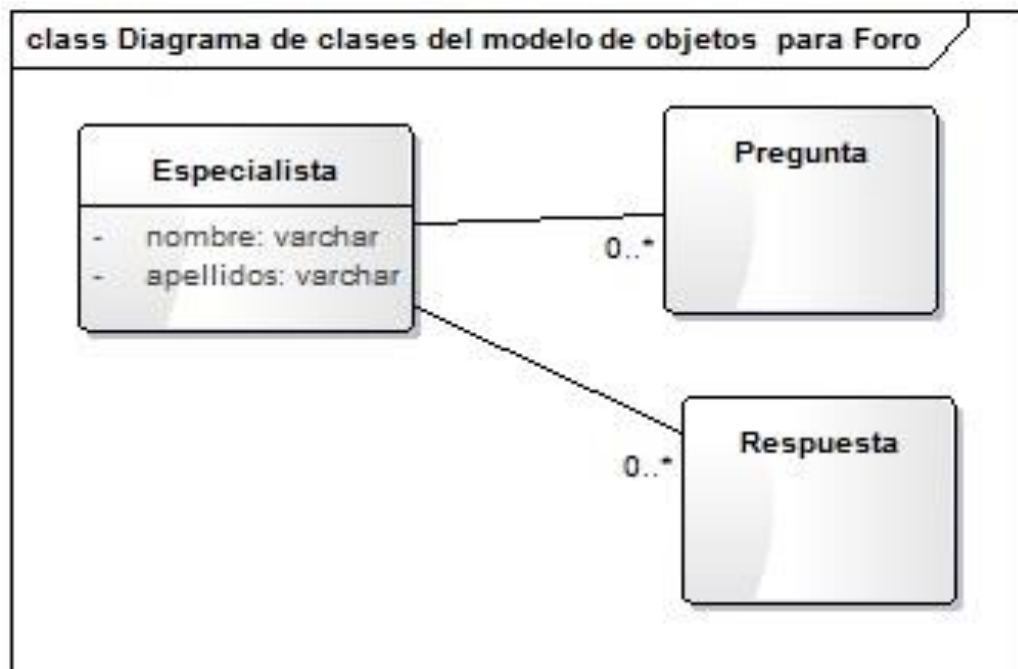 class Diagrama de clases del modelo de objetos para Foro
Especialista
- nombre: varchar
- apellidos: varchar
Pregunta
0..*
Respuesta
0..*